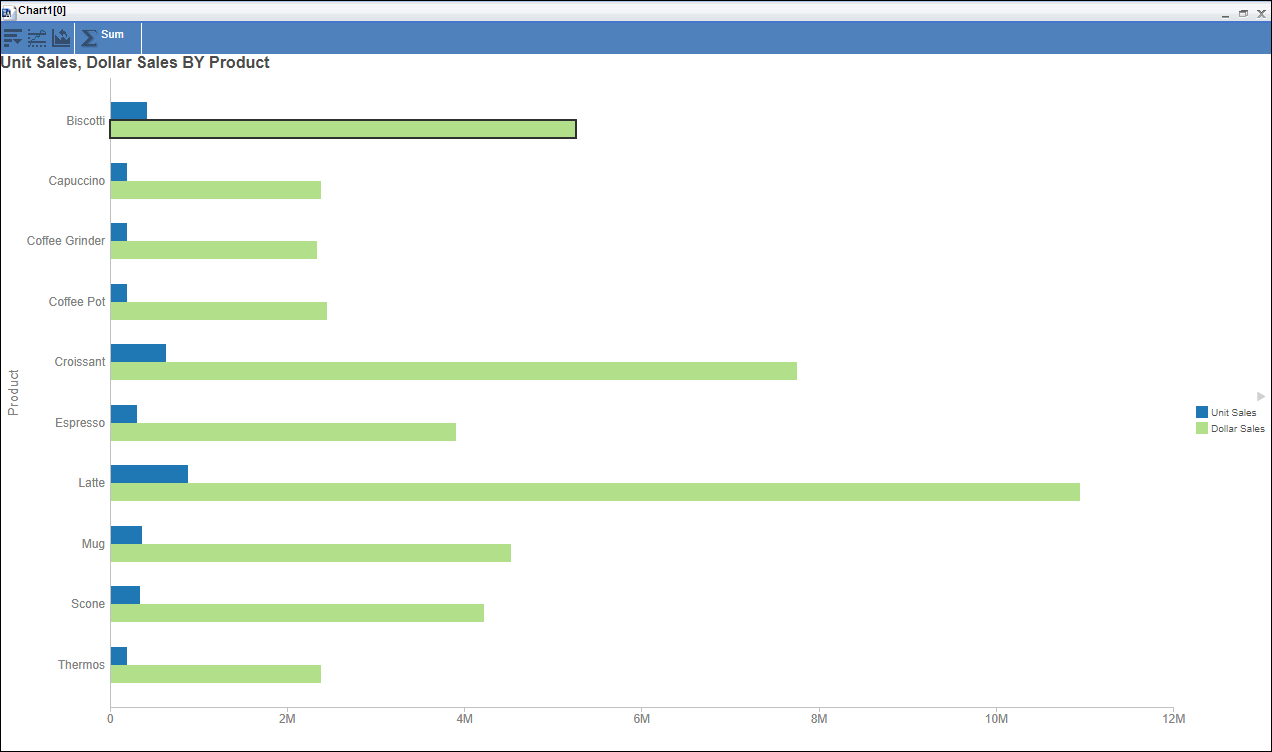 Chart1[0]
Sum
Unit Sales, Dollar Sales BY Product
Product
Biscotti
Capuccino
Coffee Grinder
Coffee Pot
Croissant
Espresso
Latte
Mug
Scone
Thermos
0 2M 4M 6M 8M 10M 12M
Unit Sales
Dollar Sales